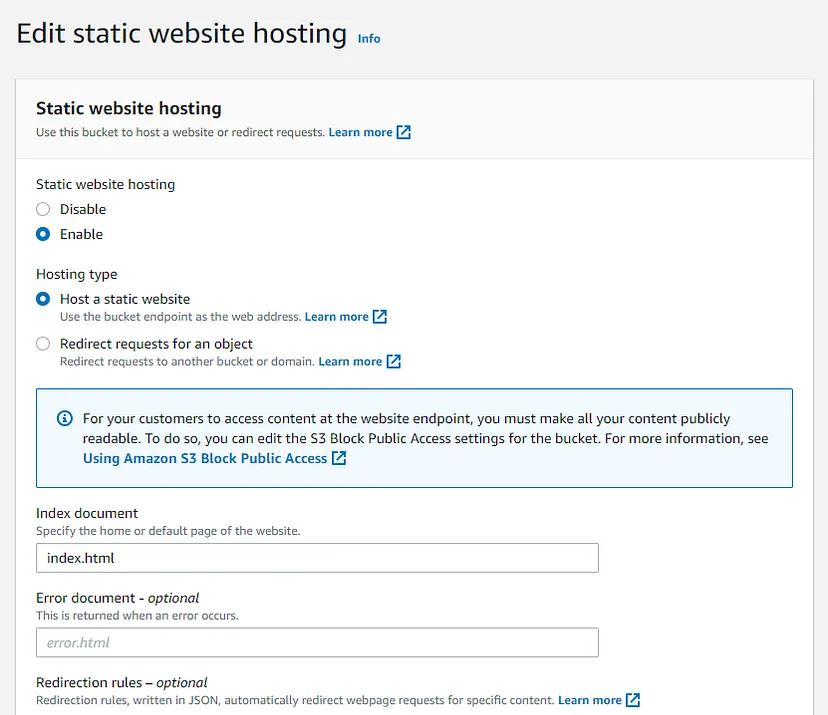 Edit static website hosting Info
Static website hosting
Use this bucket to host a website or redirect requests. Learn more
Static website hosting
Disable
Enable
Hosting type
Host a static website
Use the bucket endpoint as the web address. Learn more
Redirect requests for an object
Redirect requests to another bucket or domain. Learn more
For your customers to access content at the website endpoint, you must make all your content publicly
readable. To do so, you can edit the S3 Block Public Access settings for the bucket. For more information, see
Using Amazon S3 Block Public Access
Index document
Specify the home or default page of the website.
index.html
Error document - optional
This is returned when an error occurs.
error.html
Redirection rules – optional
Redirection rules, written in JSON, automatically redirect webpage requests for specific content. Learn more